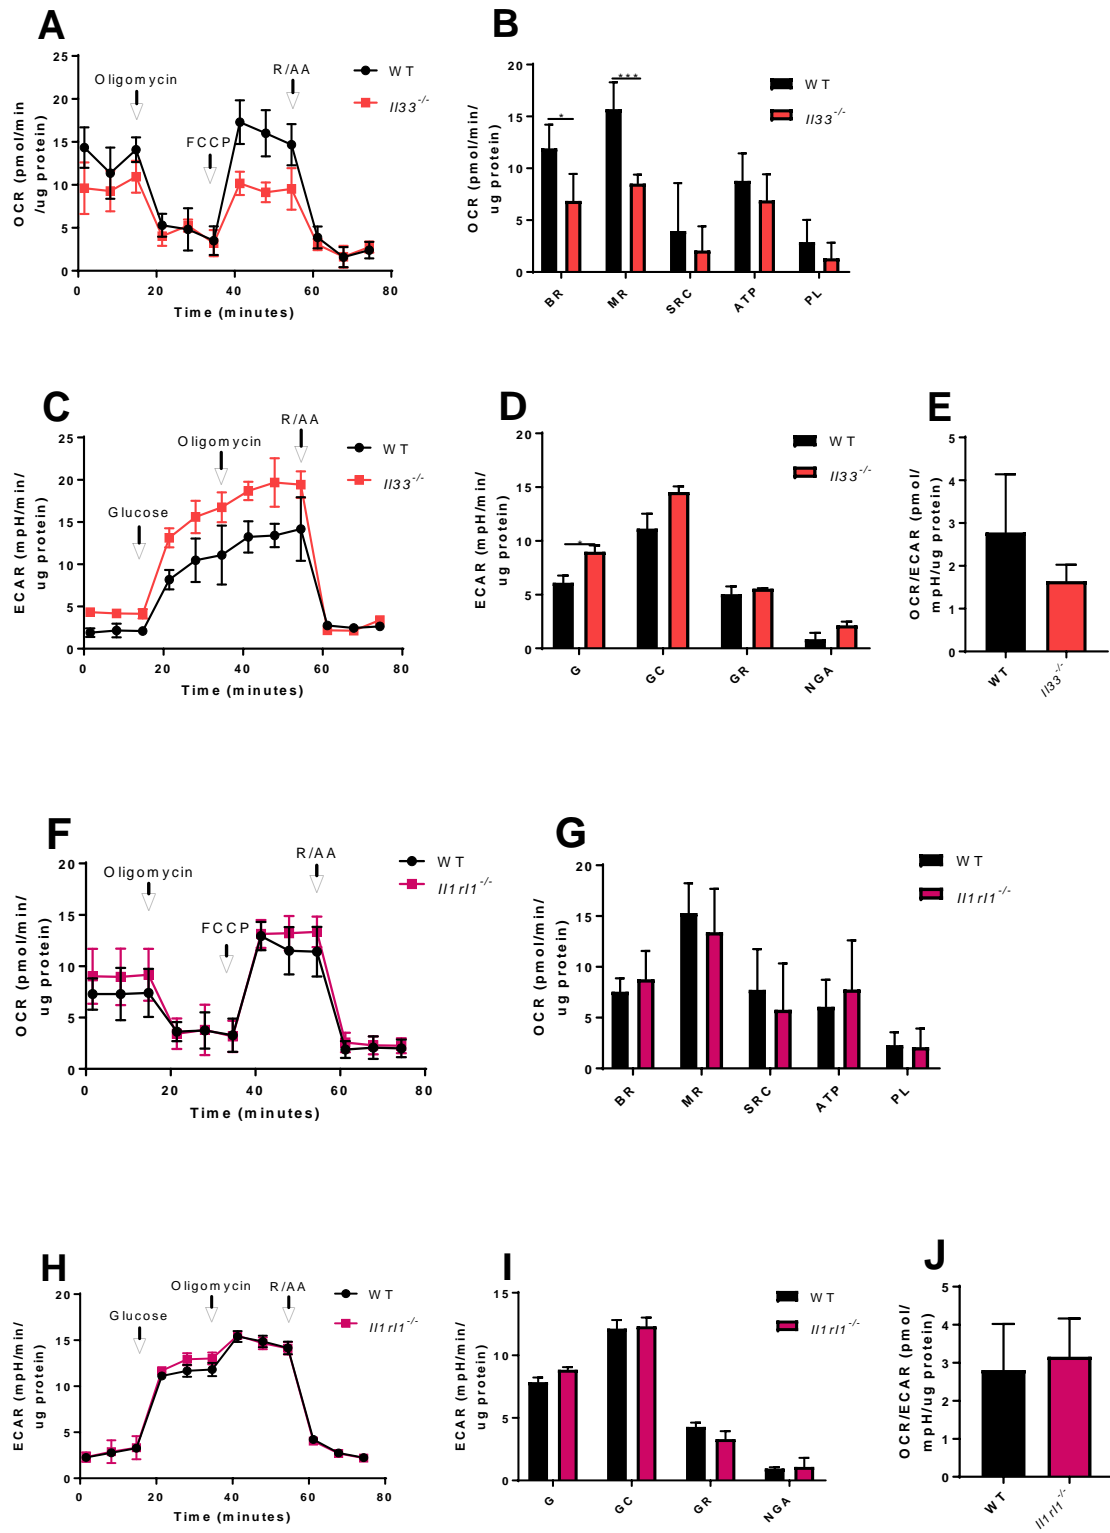 A
OCR (pmol/min
/ug protein)
25
20
15
10
5
0
0 20 40 60 80
Time (minutes)
Oligomycin
FCCP
R/AA
WT
Il33-/-
B
OCR (pmol/min/
ug protein)
20
15
10
5
0
*
***
BR MR SRC ATP PL
WT
Il33-/-
C
ECAR (mpH/min/
ug protein)
25
20
15
10
5
0
0 20 40 60 80
Time (minutes)
Glucose
Oligomycin
R/AA
WT
Il33-/-
D
ECAR (mpH/min/
ug protein)
20
15
10
5
0
*
G GC GR NGA
WT
Il33-/-
E
OCR/ECAR (pmol/
mpH/ug protein)
5
4
3
2
1
0
WT Il33-/-
F
OCR (pmol/min/
ug protein)
20
15
10
5
0
0 20 40 60 80
Time (minutes)
Oligomycin
FCCP
R/AA
WT
Il1rl1-/-
G
OCR (pmol/min/
ug protein)
20
15
10
5
0
BR MR SRC ATP PL
WT
Il1rl1-/-
H
ECAR (mpH/min/
ug protein)
20
15
10
5
0
0 20 40 60 80
Time (minutes)
Glucose
Oligomycin
R/AA
WT
Il1rl1-/-
I
ECAR (mpH/min/
ug protein)
15
10
5
0
G GC GR NGA
WT
Il1rl1-/-
J
OCR/ECAR (pmol/
mpH/ug protein)
5
4
3
2
1
0
WT Il1rl1-/-